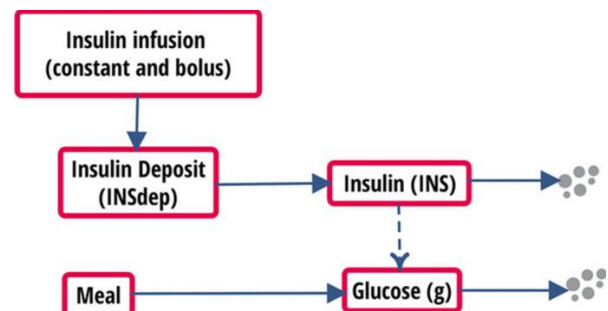 Insulin infusion
(constant and bolus)
Insulin Deposit
(INSdep)
Insulin (INS)
Meal
Glucose (g)